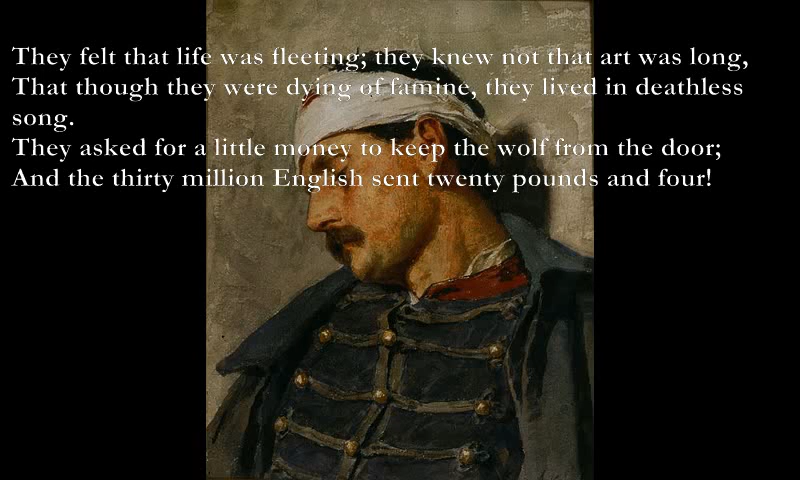 They felt that life was fleeting; they knew not that art was long,
That though they were dying of famine, they lived in deathless
song.
They asked for a little money to keep the wolf from the door;
And the thirty million English sent twenty pounds and four!